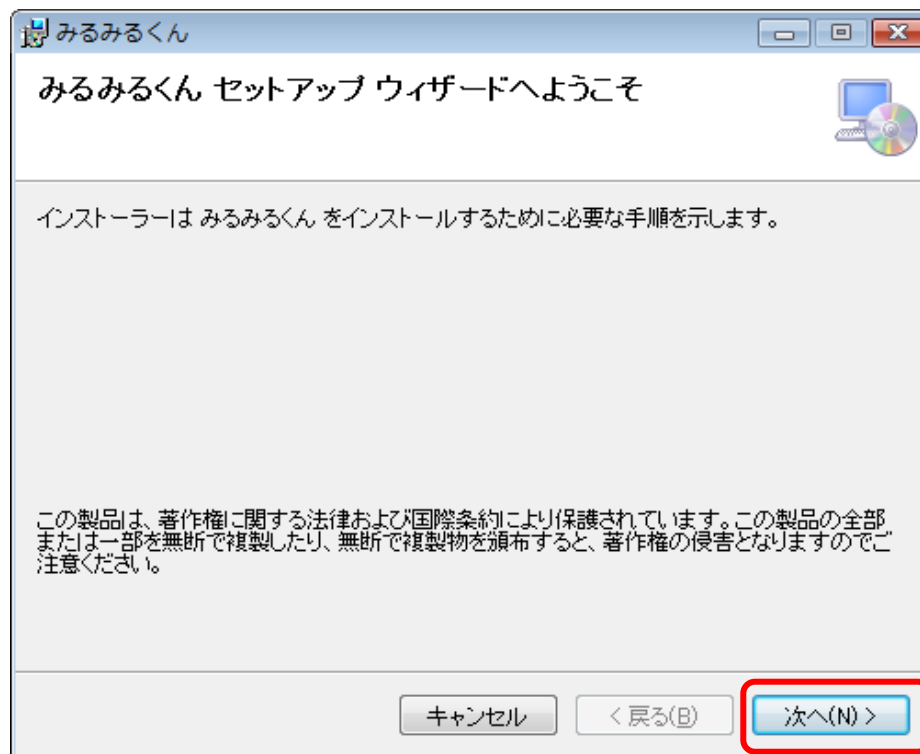 みるみるくん
みるみるくん セットアップ ウィザードへようこそ
インストーラーは みるみるくん をインストールするために必要な手順を示します。
この製品は、著作権に関する法律および国際条約により保護されています。この製品の全部
または一部を無断で複製したり、無断で複製物を頒布すると、著作権の侵害となりますのでご
注意ください。
キャンセル
< 戻る(B)
次へ(N) >